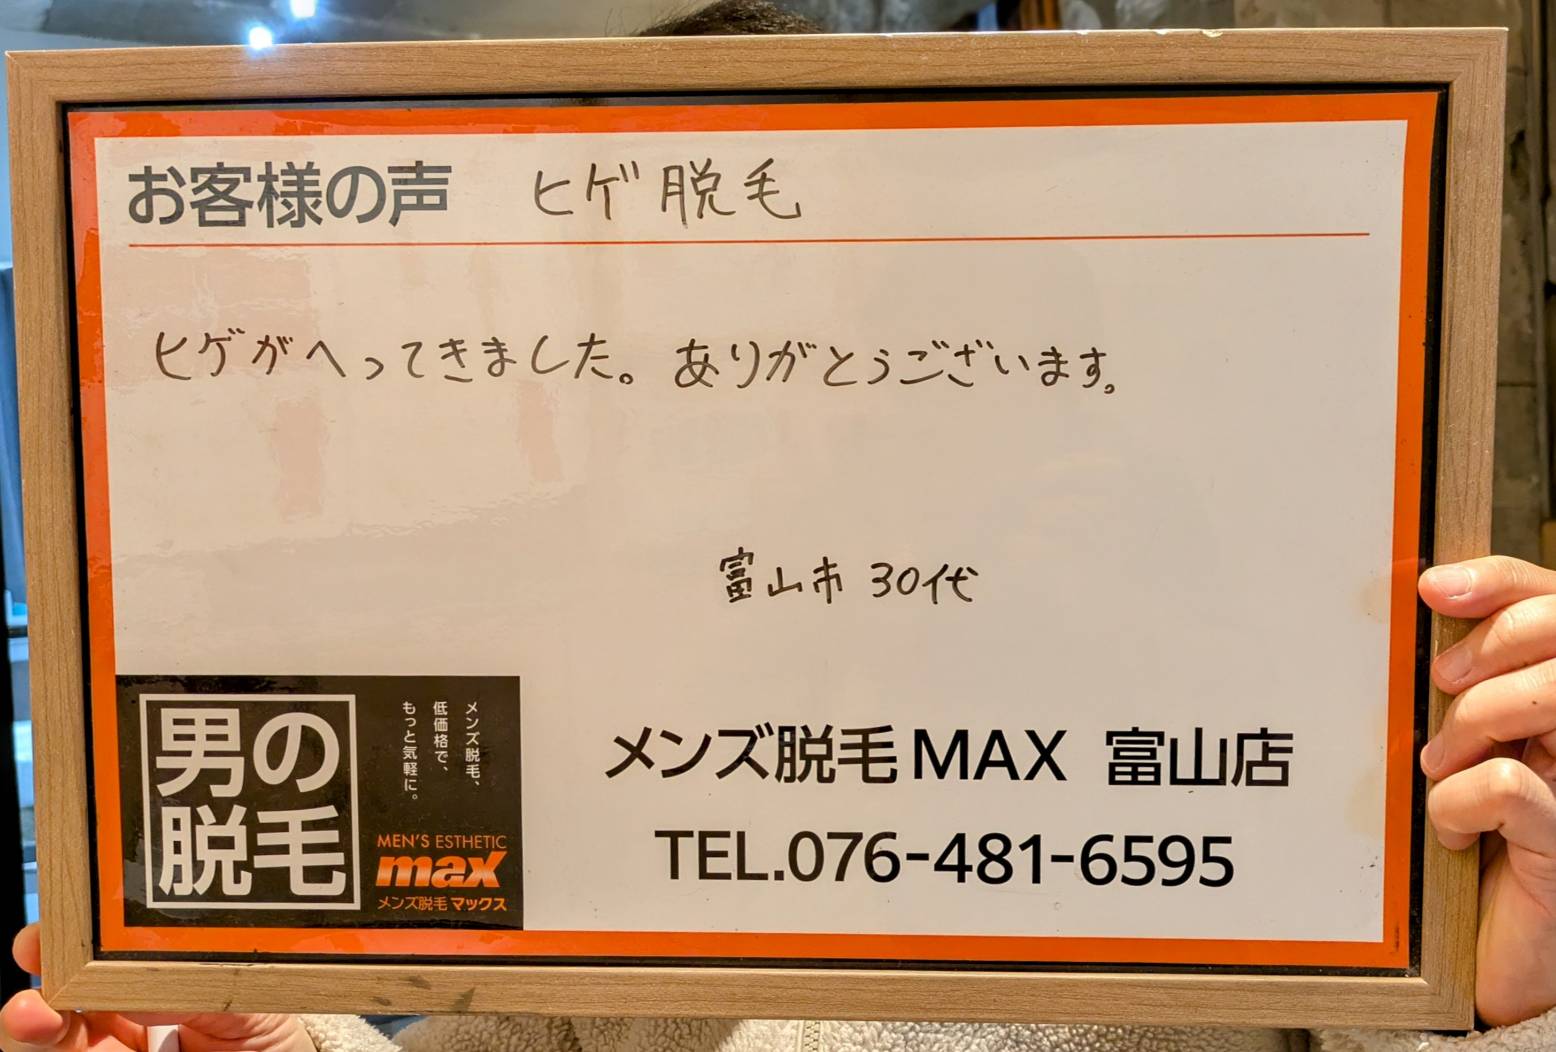 お客様の声 ヒゲ脱毛
ヒゲがへってきました。ありがとうございます。
富山市 30代
男の
脱毛
メンズ脱毛、
低価格で、
もっと気軽に。
MEN'S ESTHETIC
max
メンズ脱毛 マックス
メンズ脱毛MAX 富山店
TEL.076-481-6595